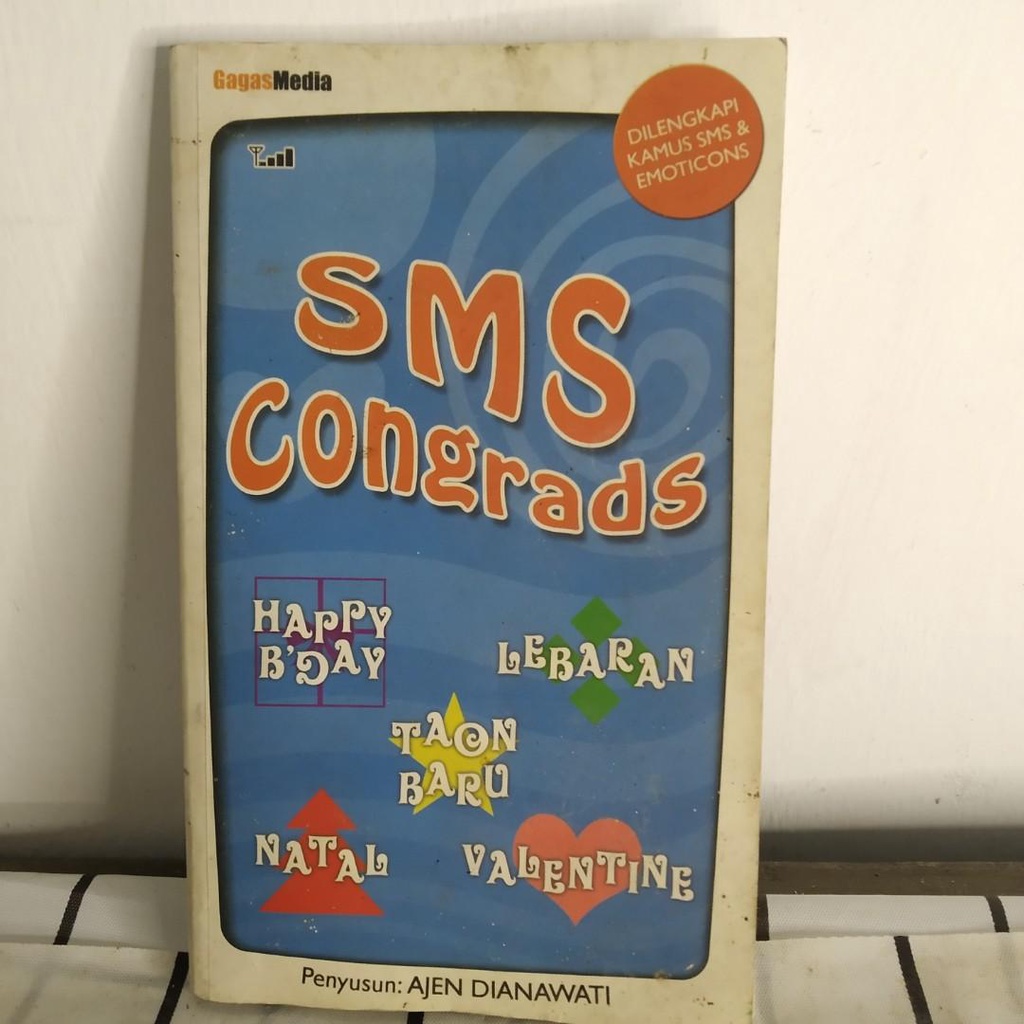 GagasMedia
DILENGKAPI
KAMUS SMS &
EMOTICONS
SMS
Congrads
HAPPY
B'DAY
LEBARAN
TAON
BARU
NATAL
VALENTINE
Penyusun: AJEN DIANAWATI